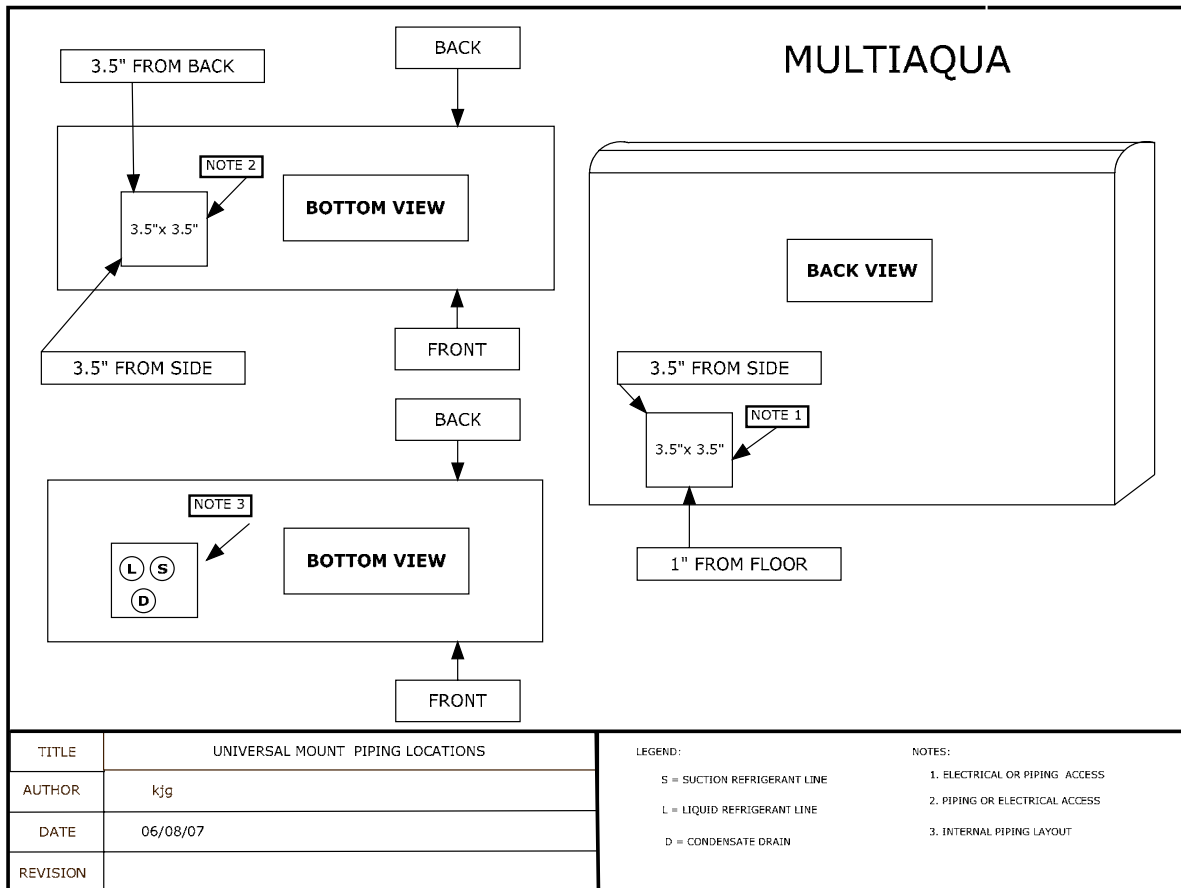 MULTIAQUA
BACK
3.5" FROM BACK
NOTE 2
3.5"x 3.5"
BOTTOM VIEW
3.5" FROM SIDE
FRONT
BACK VIEW
3.5" FROM SIDE
NOTE 1
3.5"x 3.5"
1" FROM FLOOR
BACK
NOTE 3
L S
D
BOTTOM VIEW
FRONT
TITLE UNIVERSAL MOUNT PIPING LOCATIONS
AUTHOR kjg
DATE 06/08/07
REVISION
LEGEND:
S = SUCTION REFRIGERANT LINE
L = LIQUID REFRIGERANT LINE
D = CONDENSATE DRAIN
NOTES:
1. ELECTRICAL OR PIPING ACCESS
2. PIPING OR ELECTRICAL ACCESS
3. INTERNAL PIPING LAYOUT